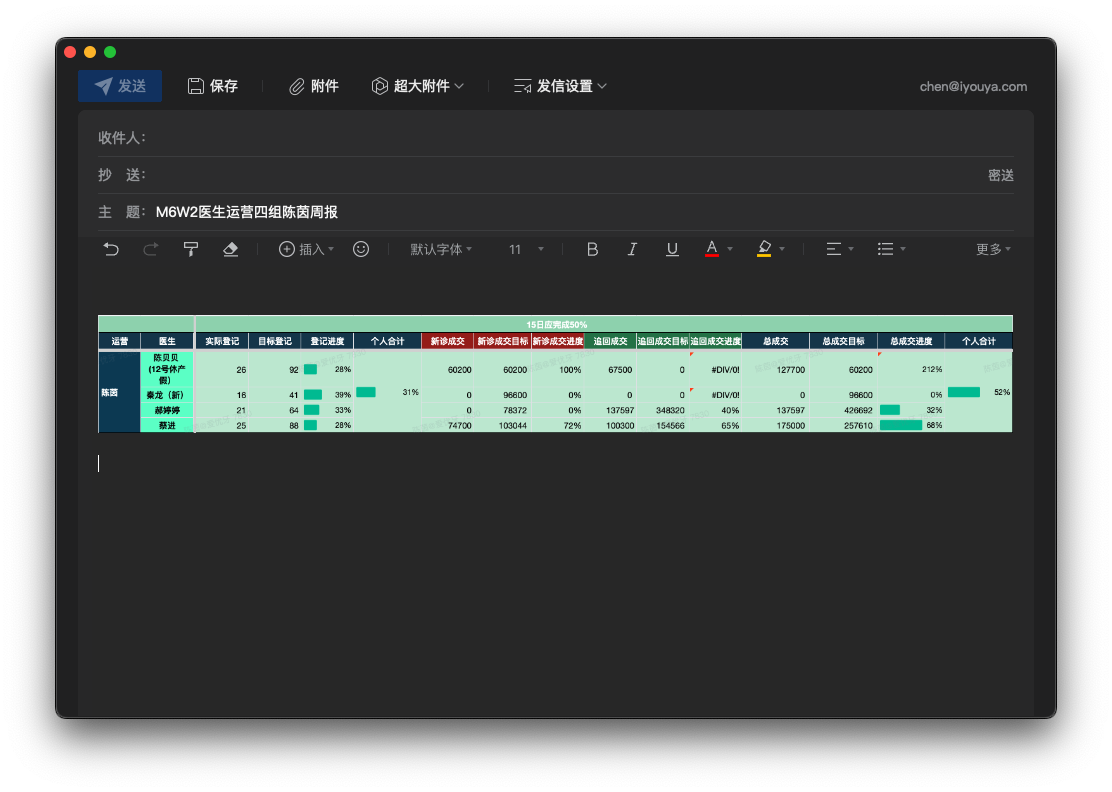 发送 保存 附件 超大附件 发信设置 chen@iyouya.com
收件人：
抄 送： 密送
主 题： M6W2医生运营四组陈茵周报
插入 默认字体 11 B I U A 更多
15日应完成50%
运营 医生 实际登记 目标登记 登记进度 个人合计 新诊成交 新诊成交目标 新诊成交进度 追回成交 追回成交目标 追回成交进度 总成交 总成交目标 总成交进度 个人合计
陈茵
陈贝贝
(12号休产
假)
26 92 28% 60200 60200 100% 67500 0 #DIV/0! 127700 60200 212%
31% 52%
秦龙（新） 16 41 39% 0 96600 0% 0 0 #DIV/0! 0 96600 0%
郝婷婷 21 64 33% 0 78372 0% 137597 348320 40% 137597 426692 32%
蔡进 25 88 28% 74700 103044 72% 100300 154566 65% 175000 257610 68%